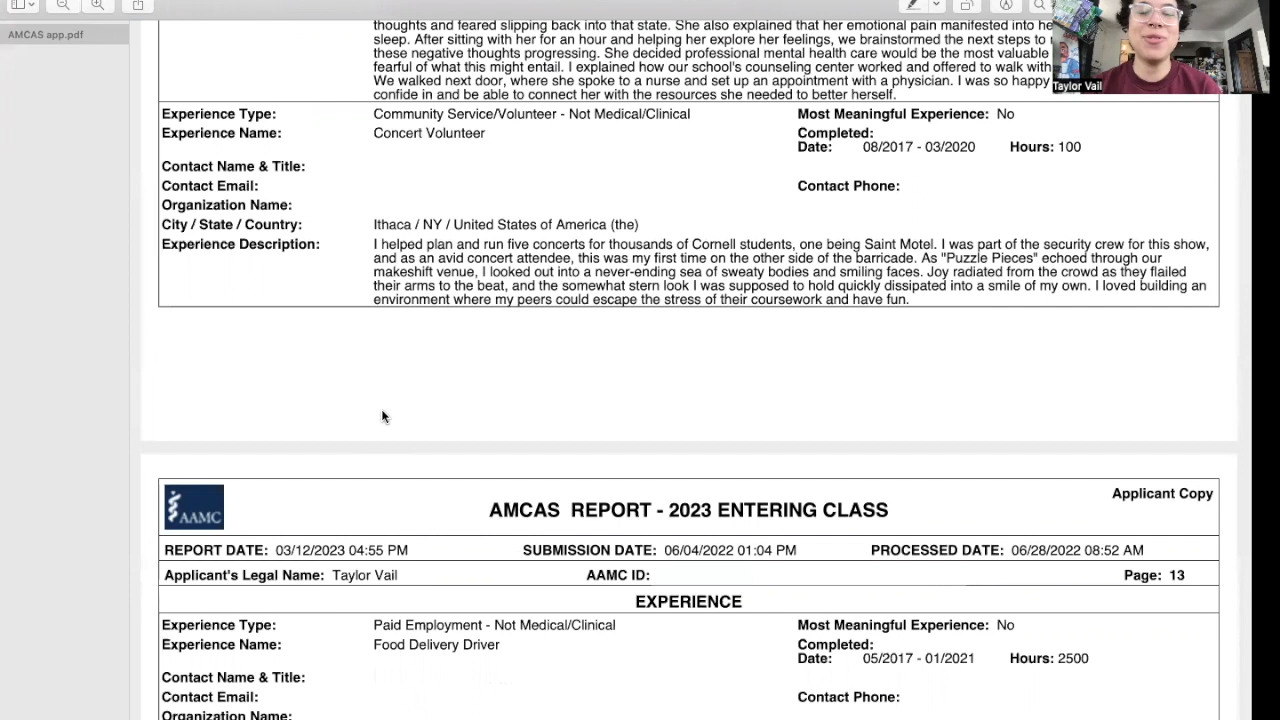 AMCAS app.pdf
thoughts and feared slipping back into that state. She also explained that her emotional pain manifested into he
sleep. After sitting with her for an hour and helping her explore her feelings, we brainstormed the next steps to
these negative thoughts progressing. She decided professional mental health care would be the most valuable
fearful of what this might entail. I explained how our school's counseling center worked and offered to walk with
We walked next door, where she spoke to a nurse and set up an appointment with a physician. I was so happy
confide in and be able to connect her with the resources she needed to better herself.
Taylor Vail
Experience Type: Community Service/Volunteer - Not Medical/Clinical Most Meaningful Experience: No
Experience Name: Concert Volunteer Completed:
Date: 08/2017 - 03/2020 Hours: 100
Contact Name & Title:
Contact Email: Contact Phone:
Organization Name:
City / State / Country: Ithaca / NY / United States of America (the)
Experience Description: I helped plan and run five concerts for thousands of Cornell students, one being Saint Motel. I was part of the security crew for this show,
and as an avid concert attendee, this was my first time on the other side of the barricade. As "Puzzle Pieces" echoed through our
makeshift venue, I looked out into a never-ending sea of sweaty bodies and smiling faces. Joy radiated from the crowd as they flailed
their arms to the beat, and the somewhat stern look I was supposed to hold quickly dissipated into a smile of my own. I loved building an
environment where my peers could escape the stress of their coursework and have fun.
AAMC
AMCAS REPORT - 2023 ENTERING CLASS
Applicant Copy
REPORT DATE: 03/12/2023 04:55 PM SUBMISSION DATE: 06/04/2022 01:04 PM PROCESSED DATE: 06/28/2022 08:52 AM
Applicant's Legal Name: Taylor Vail AAMC ID: Page: 13
EXPERIENCE
Experience Type: Paid Employment - Not Medical/Clinical Most Meaningful Experience: No
Experience Name: Food Delivery Driver Completed:
Date: 05/2017 - 01/2021 Hours: 2500
Contact Name & Title:
Contact Email: Contact Phone:
Organization Name: